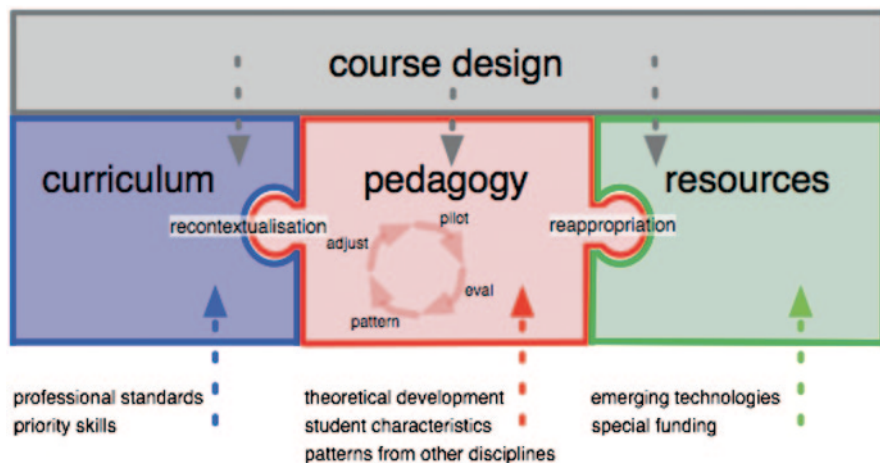 course design
curriculum
pedagogy
resources
recontextualisation
reappropriation
pilot
adjust
eval
pattern
professional standards
priority skills
theoretical development
student characteristics
patterns from other disciplines
emerging technologies
special funding